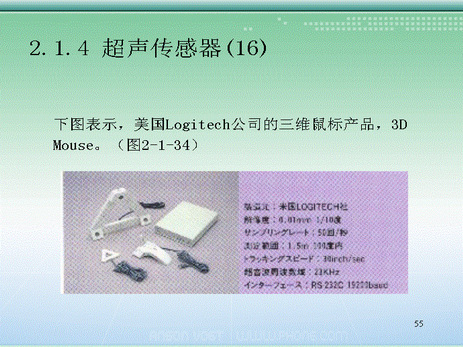 2.1.4 超声传感器(16)
下图表示，美国Logitech公司的三维鼠标产品，3D
Mouse。（图2-1-34）
製造元：米国LOGITECH社
解像度：0.01mm 1/10度
サンプリングレート：50回/秒
測定範囲：1.5m 100度内
トラッキングスピード：30inch/sec
超音波周波数域：23KHz
インターフェース：RS 232C 19200baud
55